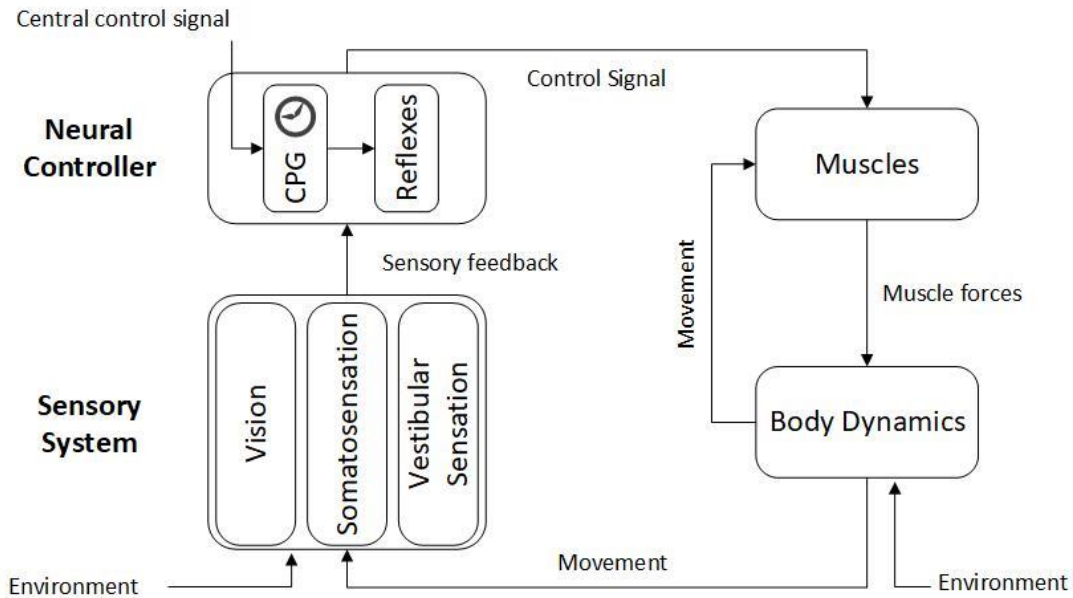 Central control signal
Control Signal
Neural
Controller
CPG
Reflexes
Muscles
Sensory feedback
Movement
Muscle forces
Sensory
System
Vision
Somatosensation
Vestibular
Sensation
Body Dynamics
Movement
Environment
Environment